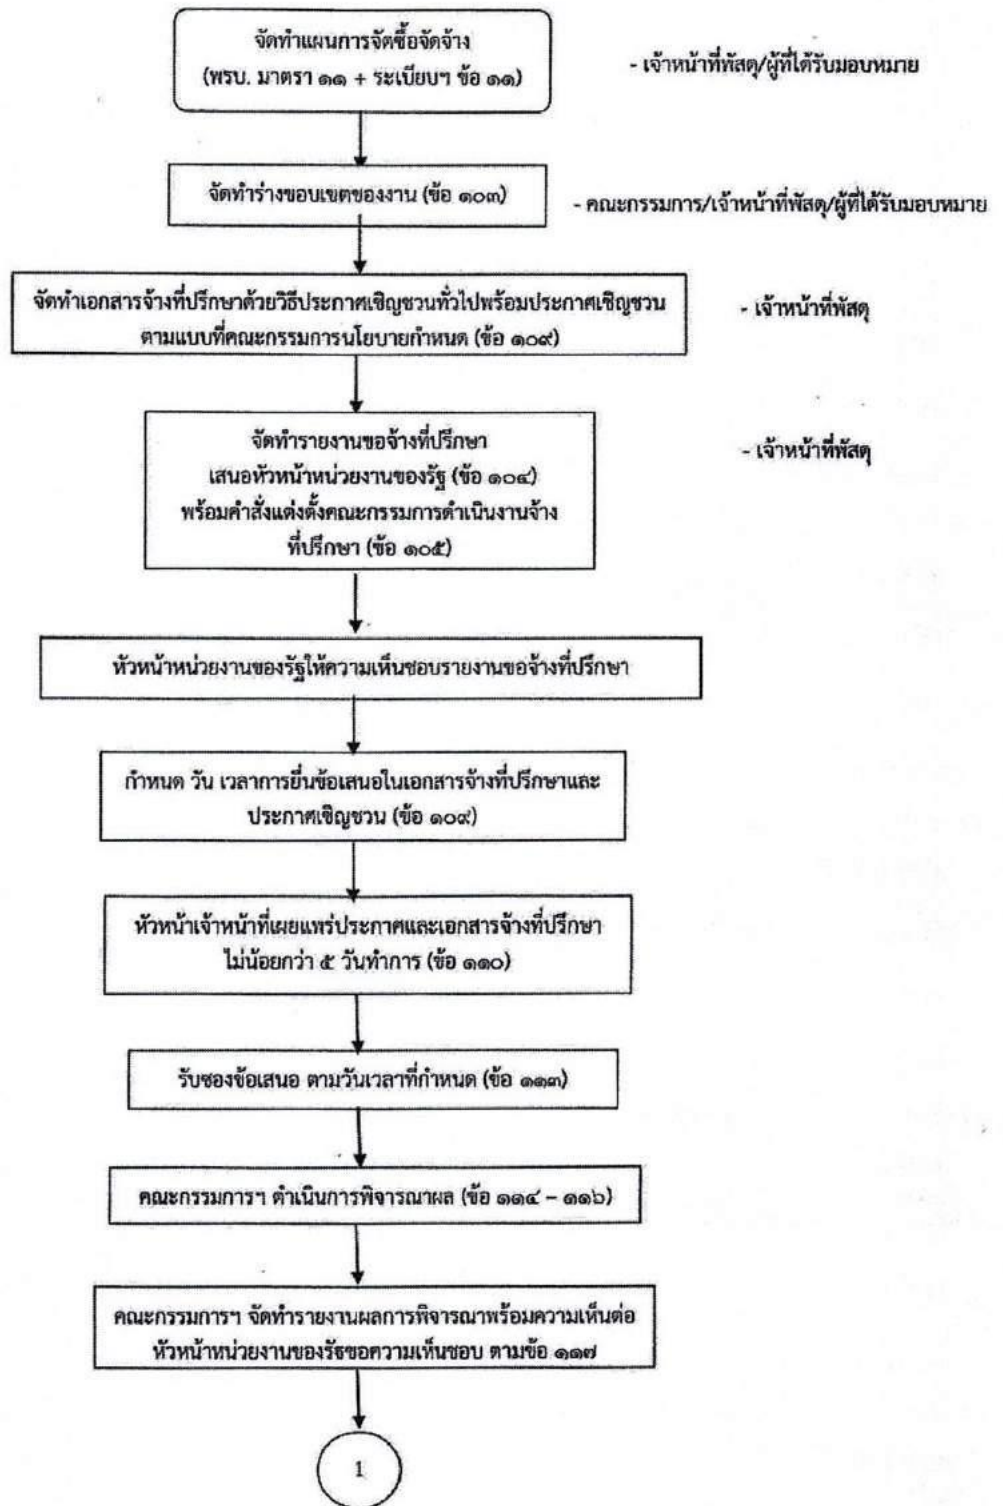 จัดทำแผนการจัดซื้อจัดจ้าง
(พรบ. มาตรา ๑๑ + ระเบียบฯ ข้อ ๑๑)
- เจ้าหน้าที่พัสดุ/ผู้ที่ได้รับมอบหมาย
จัดทำร่างขอบเขตของงาน (ข้อ ๑๐๓)
- คณะกรรมการ/เจ้าหน้าที่พัสดุ/ผู้ที่ได้รับมอบหมาย
จัดทำเอกสารจ้างที่ปรึกษาด้วยวิธีประกาศเชิญชวนทั่วไปพร้อมประกาศเชิญชวน
ตามแบบที่คณะกรรมการนโยบายกำหนด (ข้อ ๑๐๙)
- เจ้าหน้าที่พัสดุ
จัดทำรายงานขอจ้างที่ปรึกษา
เสนอหัวหน้าหน่วยงานของรัฐ (ข้อ ๑๐๔)
พร้อมคำสั่งแต่งตั้งคณะกรรมการดำเนินงานจ้าง
ที่ปรึกษา (ข้อ ๑๐๕)
- เจ้าหน้าที่พัสดุ
หัวหน้าหน่วยงานของรัฐให้ความเห็นชอบรายงานขอจ้างที่ปรึกษา
กำหนด วัน เวลาการยื่นข้อเสนอในเอกสารจ้างที่ปรึกษาและ
ประกาศเชิญชวน (ข้อ ๑๐๙)
หัวหน้าเจ้าหน้าที่เผยแพร่ประกาศและเอกสารจ้างที่ปรึกษา
ไม่น้อยกว่า ๕ วันทำการ (ข้อ ๑๑๐)
รับซองข้อเสนอ ตามวันเวลาที่กำหนด (ข้อ ๑๑๓)
คณะกรรมการฯ ดำเนินการพิจารณาผล (ข้อ ๑๑๔ – ๑๑๖)
คณะกรรมการฯ จัดทำรายงานผลการพิจารณาพร้อมความเห็นต่อ
หัวหน้าหน่วยงานของรัฐขอความเห็นชอบ ตามข้อ ๑๑๗
1